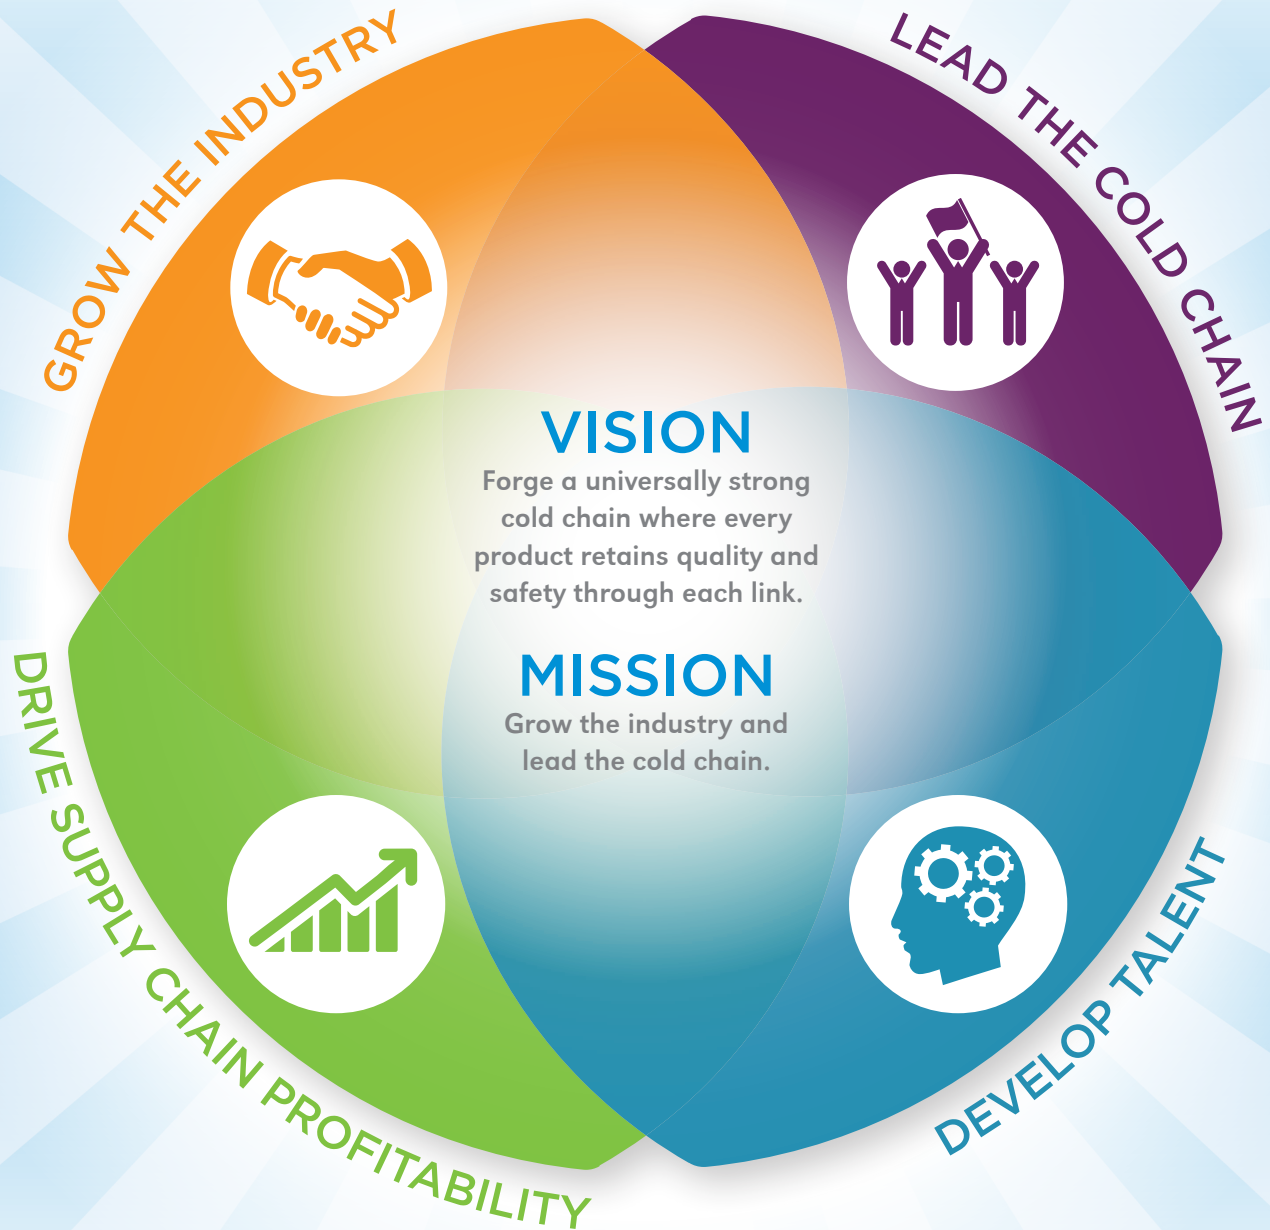 GROW THE INDUSTRY
LEAD THE COLD CHAIN
VISION
Forge a universally strong
cold chain where every
product retains quality and
safety through each link.
MISSION
Grow the industry and
lead the cold chain.
DRIVE SUPPLY CHAIN PROFITABILITY
DEVELOP TALENT